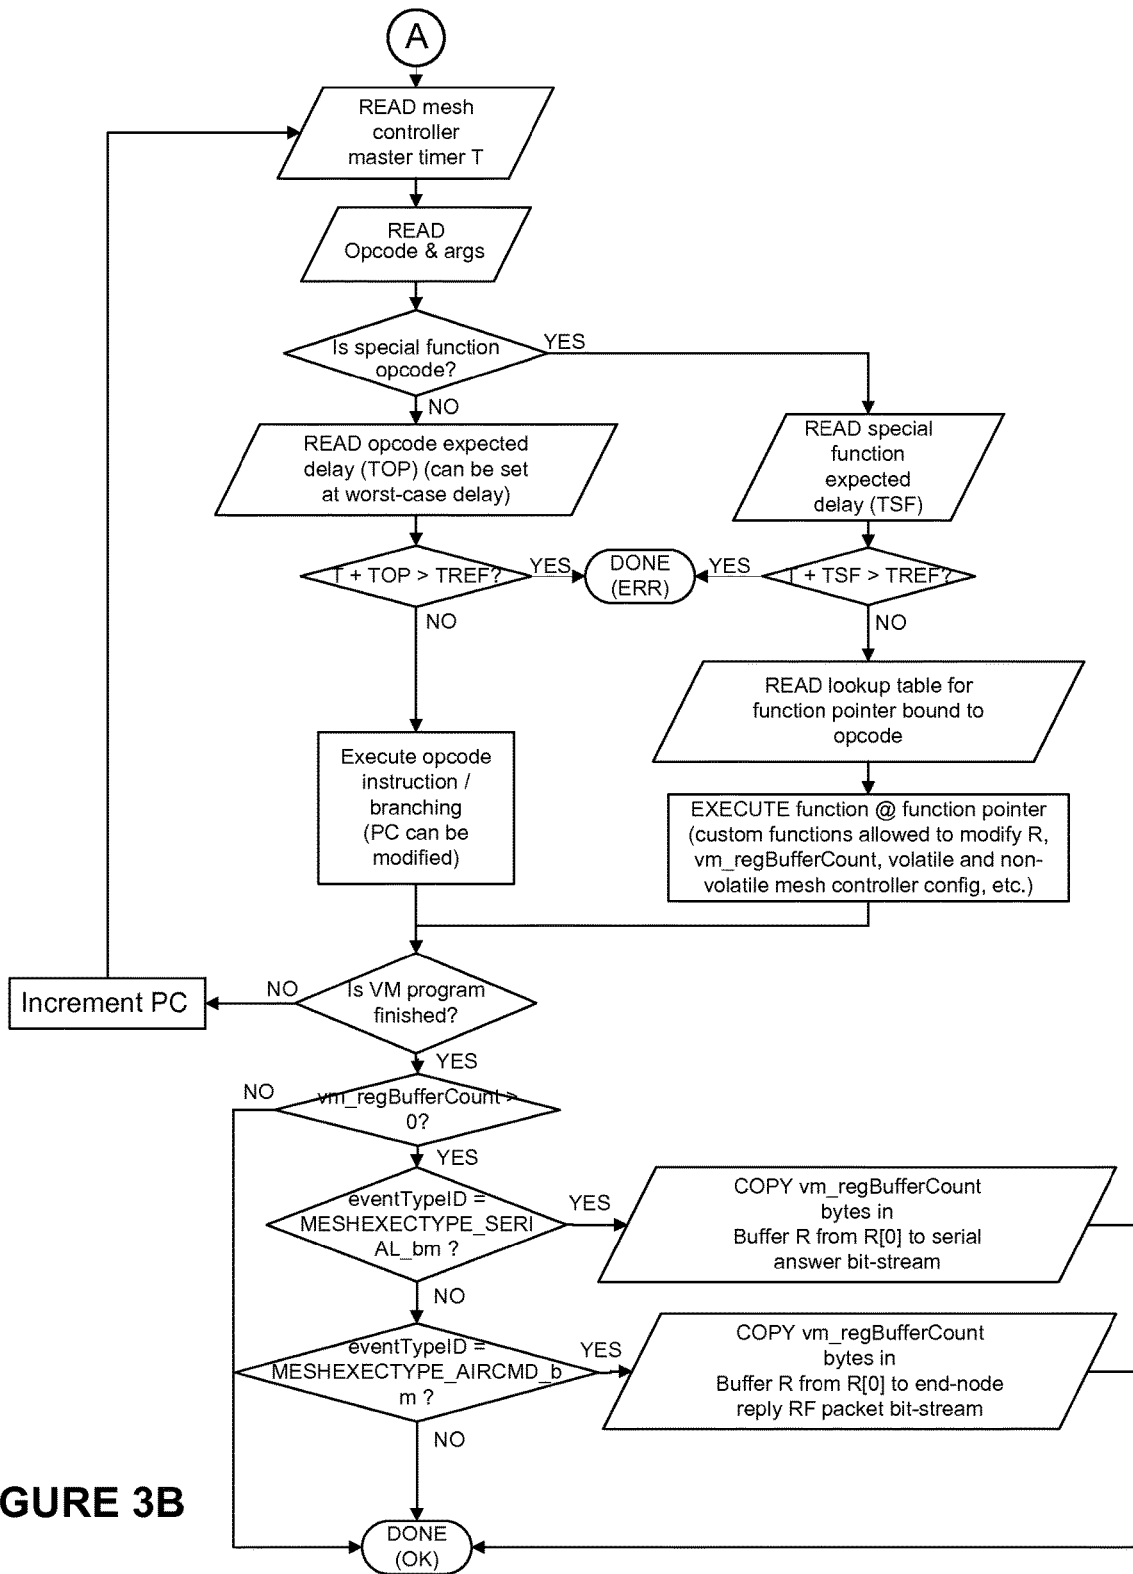 A
READ mesh
controller
master timer T
READ
Opcode & args
Is special function
opcode?
YES
NO
READ opcode expected
delay (TOP) (can be set
at worst-case delay)
READ special
function
expected
delay (TSF)
T + TOP > TREF?
YES
DONE
(ERR)
YES
T + TSF > TREF?
NO
NO
READ lookup table for
function pointer bound to
opcode
Execute opcode
instruction /
branching
(PC can be
modified)
EXECUTE function @ function pointer
(custom functions allowed to modify R,
vm_regBufferCount, volatile and non-
volatile mesh controller config, etc.)
Increment PC
NO
Is VM program
finished?
YES
NO
vm_regBufferCount >
0?
YES
eventTypeID =
MESHEXECTYPE_SERI
AL_bm ?
YES
COPY vm_regBufferCount
bytes in
Buffer R from R[0] to serial
answer bit-stream
NO
eventTypeID =
MESHEXECTYPE_AIRCMD_b
m ?
YES
COPY vm_regBufferCount
bytes in
Buffer R from R[0] to end-node
reply RF packet bit-stream
NO
GURE 3B
DONE
(OK)